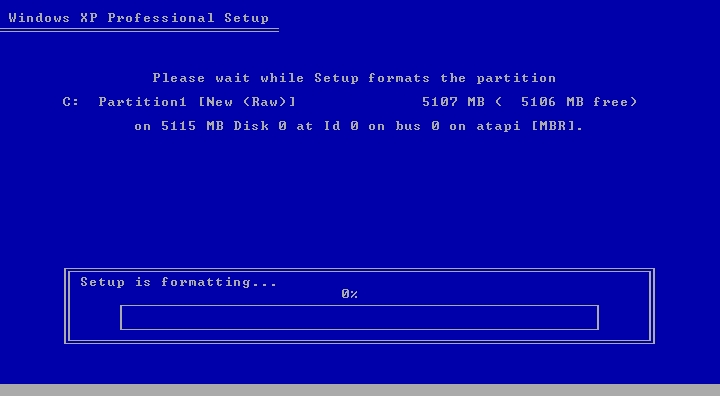 Windows XP Professional Setup
Please wait while Setup formats the partition
C:  Partition1 [New (Raw)]                5107 MB (  5106 MB free)
on 5115 MB Disk 0 at Id 0 on bus 0 on atapi [MBR].
Setup is formatting...
0%